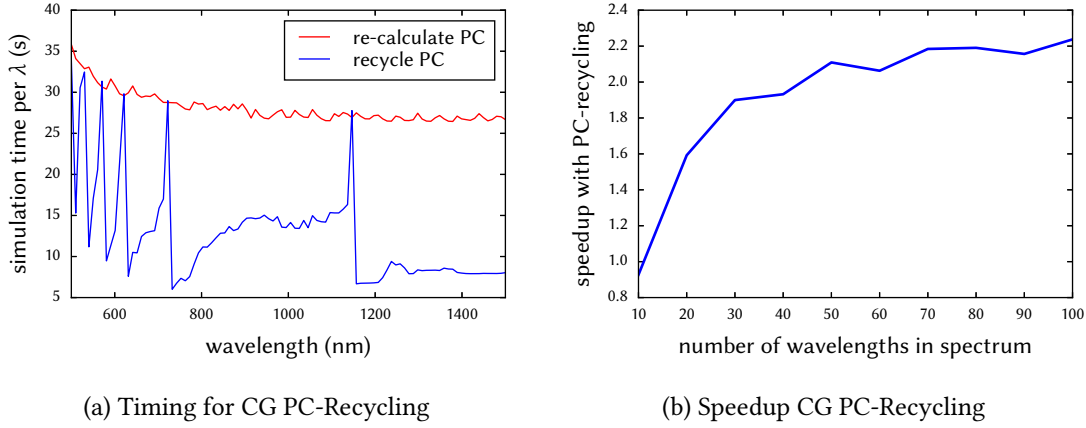 simulation time per λ (s)
40
35
30
25
20
15
10
5
0
re-calculate PC
recycle PC
600 800 1000 1200 1400
wavelength (nm)
(a) Timing for CG PC-Recycling
speedup with PC-recycling
2.4
2.2
2.0
1.8
1.6
1.4
1.2
1.0
0.8
10 20 30 40 50 60 70 80 90 100
number of wavelengths in spectrum
(b) Speedup CG PC-Recycling